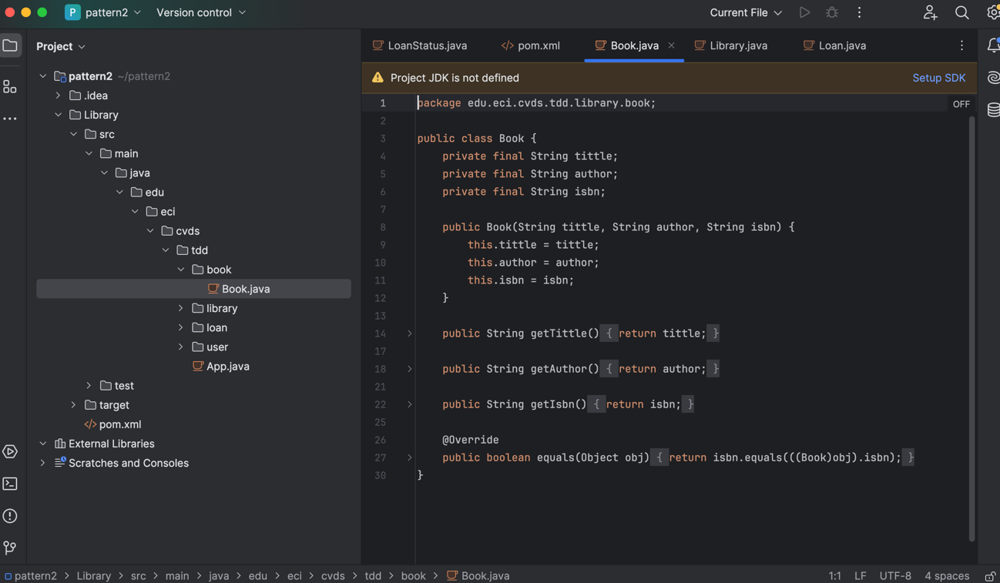 P pattern2 Version control Current File
Project
pattern2 ~/pattern2
.idea
Library
src
main
java
edu
eci
cvds
tdd
book
Book.java
library
loan
user
App.java
test
target
</> pom.xml
External Libraries
Scratches and Consoles
LoanStatus.java </> pom.xml Book.java Library.java Loan.java
Project JDK is not defined Setup SDK
OFF
1 package edu.eci.cvds.tdd.library.book;
2
3 public class Book {
4     private final String tittle;
5     private final String author;
6     private final String isbn;
7
8     public Book(String tittle, String author, String isbn) {
9         this.tittle = tittle;
10         this.author = author;
11         this.isbn = isbn;
12     }
13
14     public String getTittle() { return tittle; }
17
18     public String getAuthor() { return author; }
21
22     public String getIsbn() { return isbn; }
25
26     @Override
27     public boolean equals(Object obj) { return isbn.equals(((Book)obj).isbn); }
30 }
pattern2 > Library > src > main > java > edu > eci > cvds > tdd > book > Book.java 1:1 LF UTF-8 4 spaces